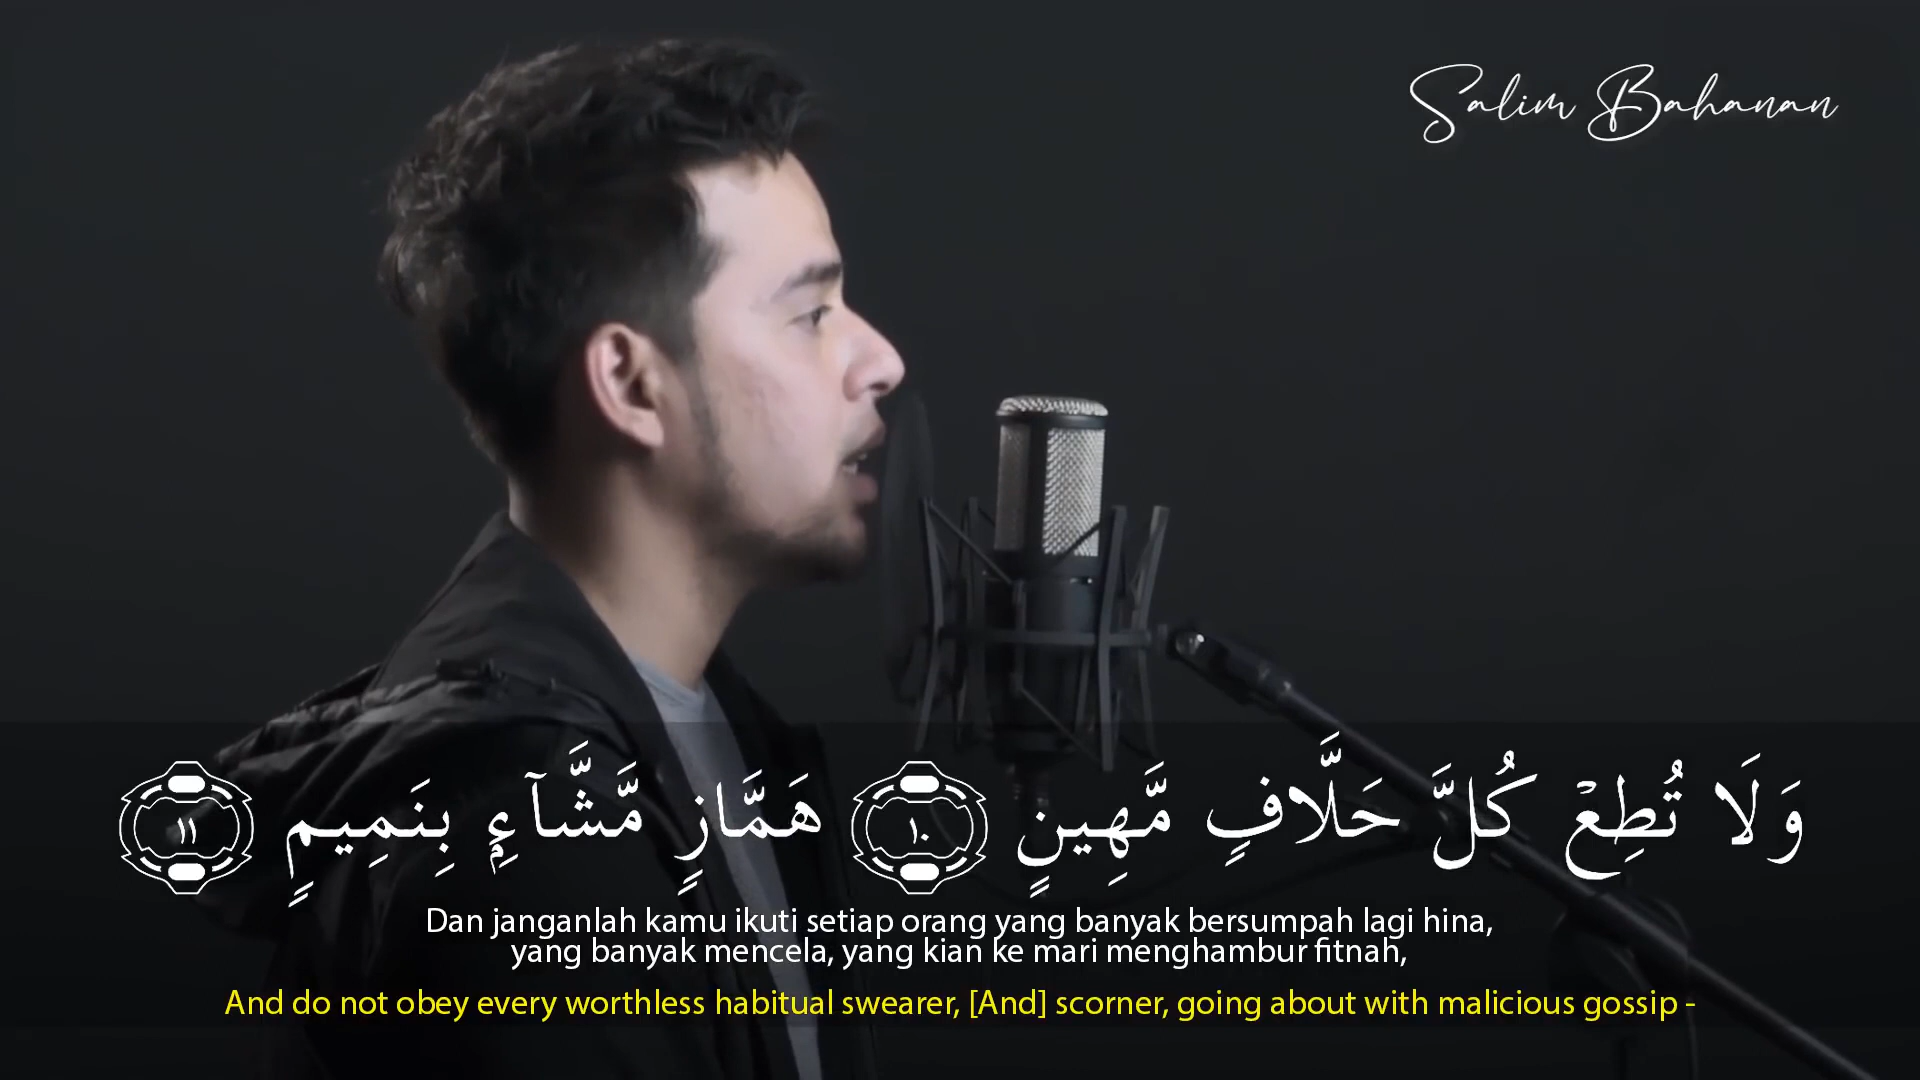 Salim Bahanan
وَلَا تُطِعْ كُلَّ حَلَّافٍ مَّهِينٍ ١٠ هَمَّازٍ مَّشَّآءٍۭ بِنَمِيمٍ ١١
Dan janganlah kamu ikuti setiap orang yang banyak bersumpah lagi hina,
yang banyak mencela, yang kian ke mari menghambur fitnah,
And do not obey every worthless habitual swearer, [And] scorner, going about with malicious gossip -